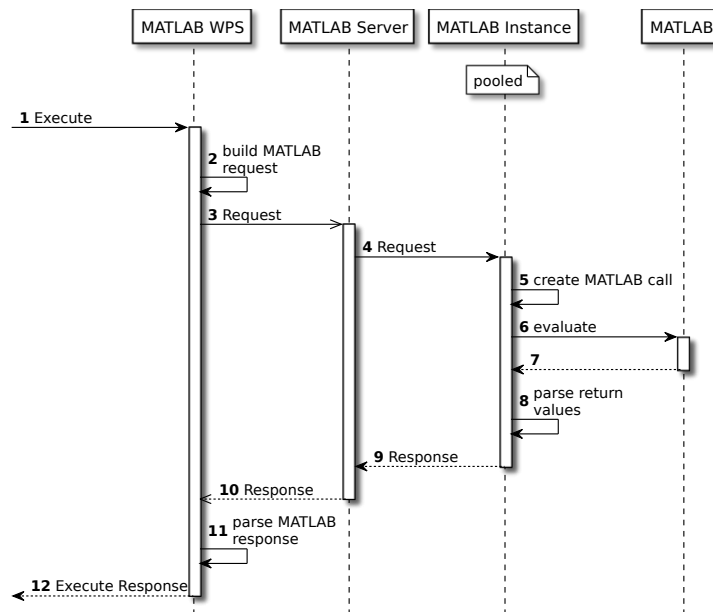 MATLAB WPS
MATLAB Server
MATLAB Instance
MATLAB
pooled
1 Execute
2 build MATLAB
request
3 Request
4 Request
5 create MATLAB call
6 evaluate
7
8 parse return
values
9 Response
10 Response
11 parse MATLAB
response
12 Execute Response